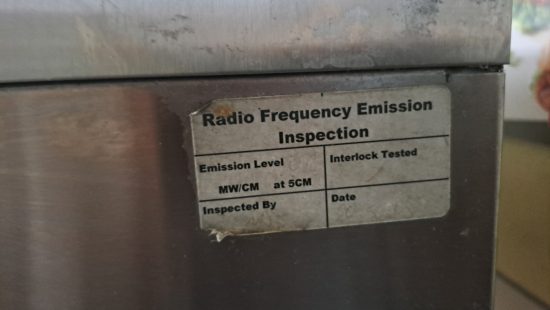 Radio Frequency Emission
Inspection
Emission Level
MW/CM at 5CM
Interlock Tested
Inspected By
Date